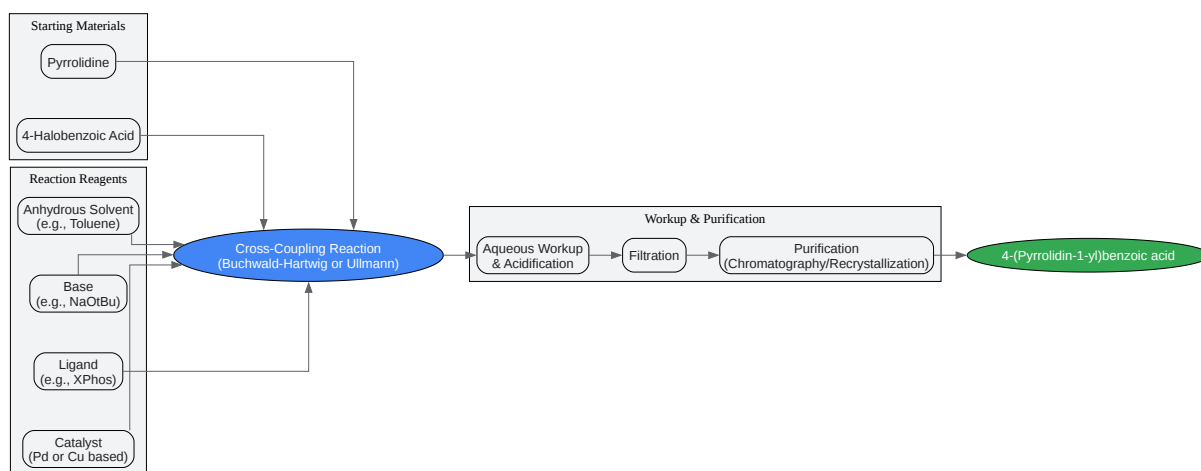 Starting Materials
Pyrrolidine
4-Halobenzoic Acid
Reaction Reagents
Anhydrous Solvent
(e.g., Toluene)
Base
(e.g., NaOtBu)
Ligand
(e.g., XPhos)
Catalyst
(Pd or Cu based)
Cross-Coupling Reaction
(Buchwald-Hartwig or Ullmann)
Workup & Purification
Aqueous Workup
& Acidification
Filtration
Purification
(Chromatography/Recrystallization)
4-(Pyrrolidin-1-yl)benzoic acid